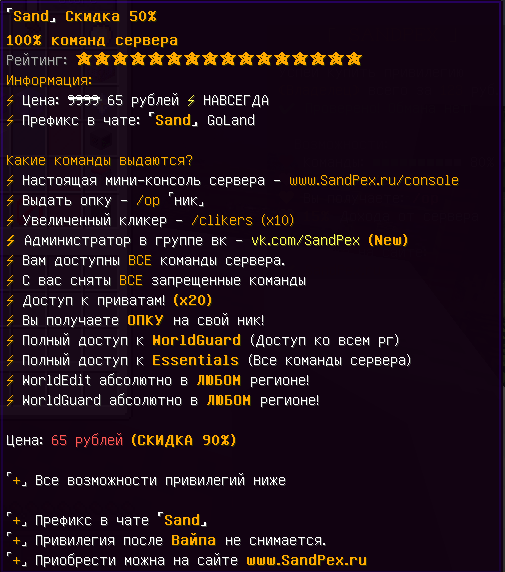 「Sand」 Скидка 50%
100% команд сервера
Рейтинг: ★★★★★★★★★★★★★★★★
Информация:
⚡ Цена: 9999 65 рублей ⚡ НАВСЕГДА
⚡ Префикс в чате: 「Sand」 GoLand
Какие команды выдаются?
⚡ Настоящая мини-консоль сервера - www.SandPex.ru/console
⚡ Выдать опку - /op 「ник」
⚡ Увеличенный кликер - /clikers (x10)
⚡ Администратор в группе вк - vk.com/SandPex (New)
⚡ Вам доступны ВСЕ команды сервера.
⚡ С вас сняты ВСЕ запрещенные команды
⚡ Доступ к приватам! (x20)
⚡ Вы получаете ОПКУ на свой ник!
⚡ Полный доступ к WorldGuard (Доступ ко всем рг)
⚡ Полный доступ к Essentials (Все команды сервера)
⚡ WorldEdit абсолютно в ЛЮБОМ регионе!
⚡ WorldGuard абсолютно в ЛЮБОМ регионе!
Цена: 65 рублей (СКИДКА 90%)
「+」 Все возможности привилегий ниже
「+」 Префикс в чате 「Sand」
「+」 Привилегия после Вайпа не снимается.
「+」 Приобрести можна на сайте www.SandPex.ru